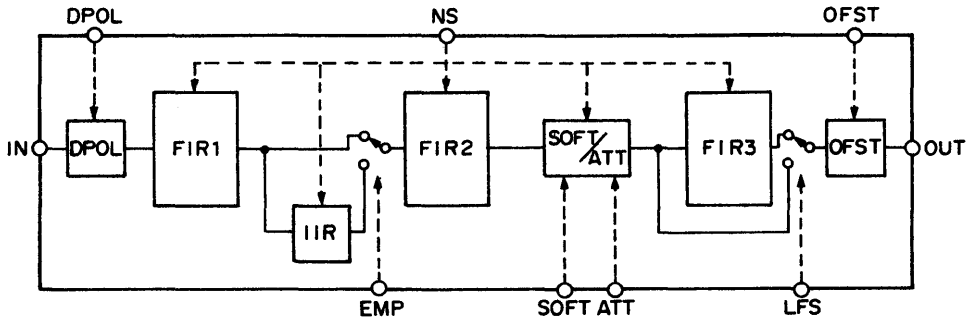 DPOL NS OFST
IN DPOL FIR1 FIR2 SOFT/ATT FIR3 OFST OUT
IIR
EMP SOFT ATT LFS